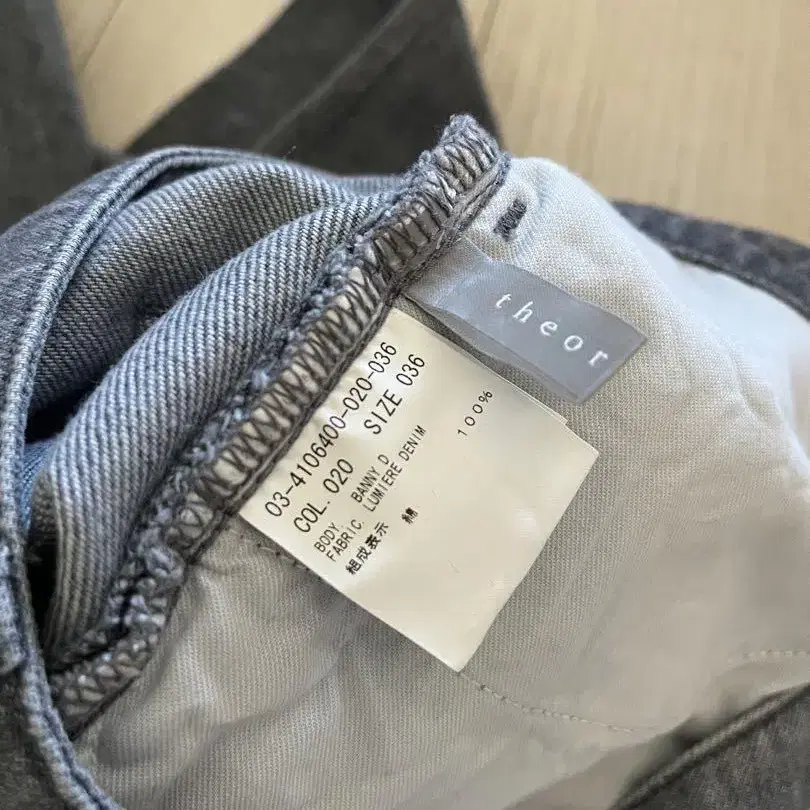 theor
03-4106400-020-036
COL. 020 SIZE 036
BODY. BANNY D
FABRIC. LUMIERE DENIM
組成表示 綿 100%